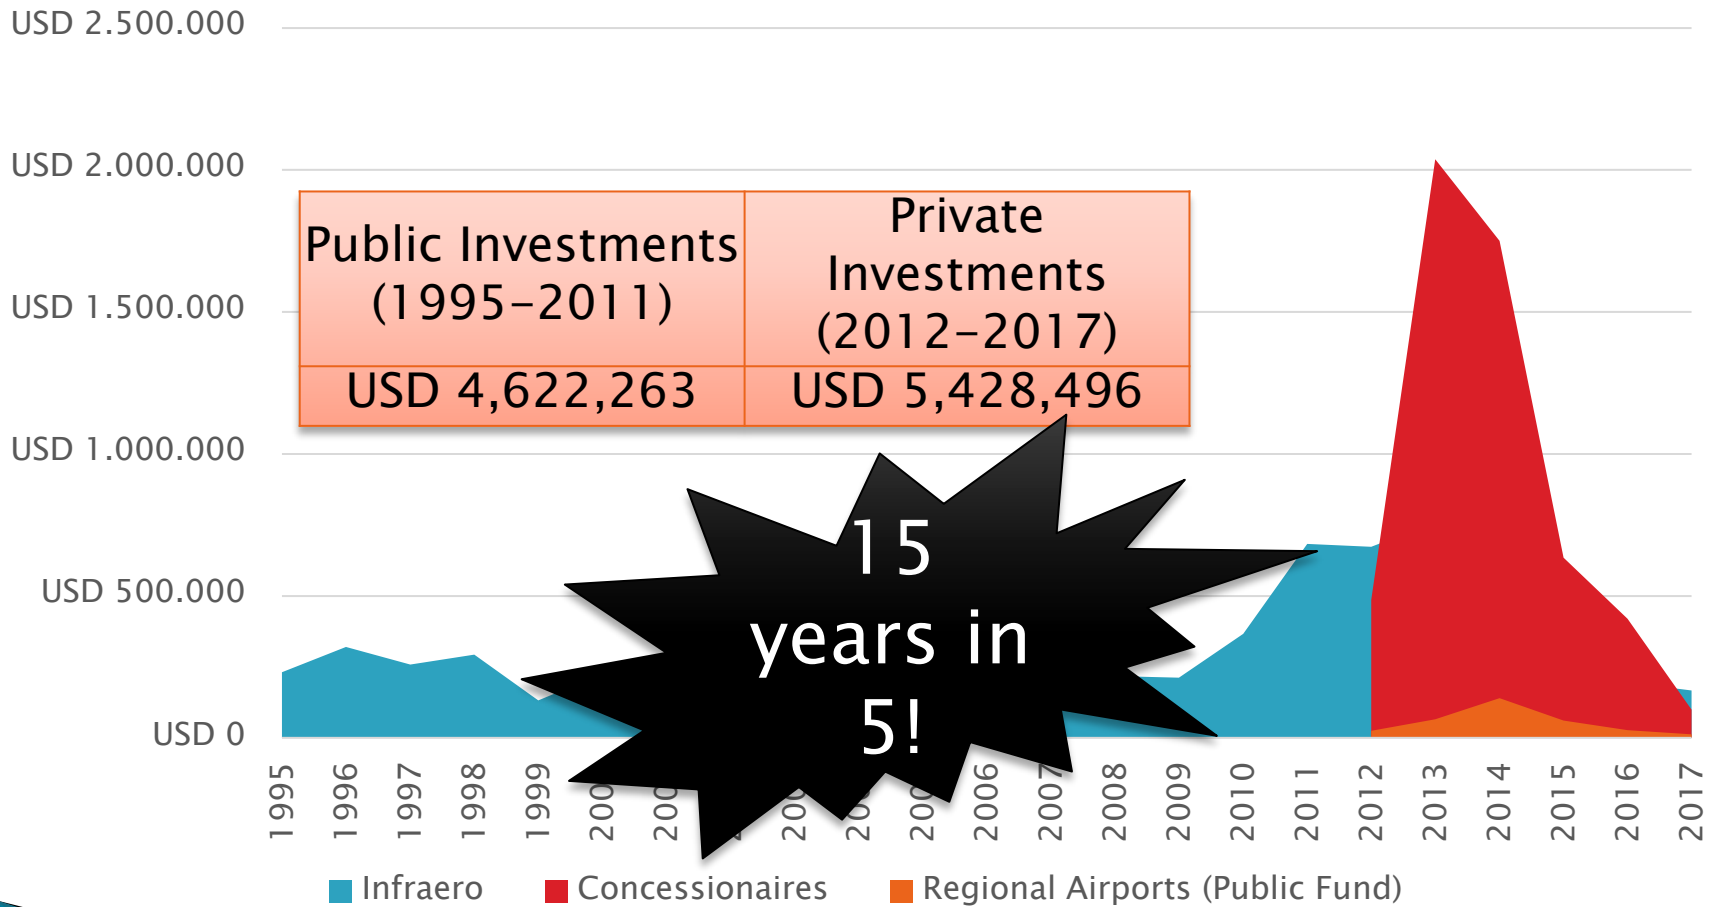 USD 2.500.000
USD 2.000.000
USD 1.500.000
USD 1.000.000
USD 500.000
USD 0
Public Investments
(1995-2011)
USD 4,622,263
Private
Investments
(2012-2017)
USD 5,428,496
15
years in
5!
1995
1996
1997
1998
1999
2006
2007
2008
2009
2010
2011
2012
2013
2014
2015
2016
2017
Infraero
Concessionaires
Regional Airports (Public Fund)